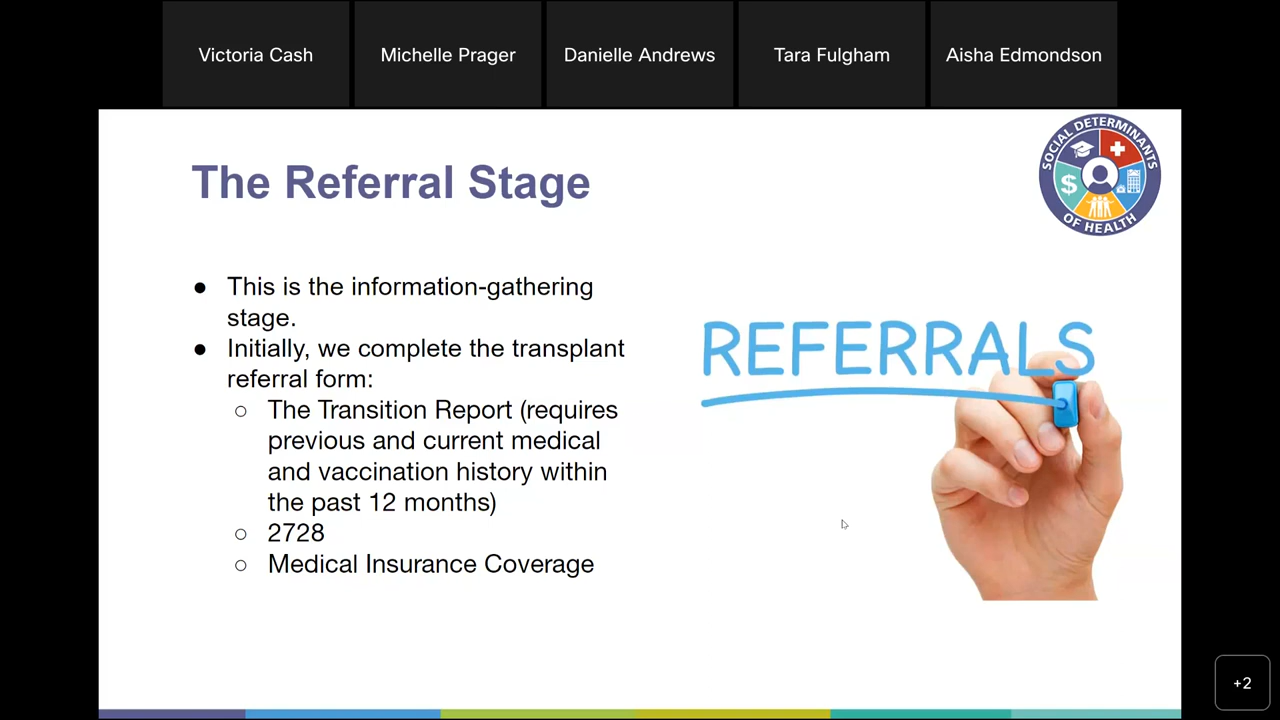 Victoria Cash
Michelle Prager
Danielle Andrews
Tara Fulgham
Aisha Edmondson
The Referral Stage
SOCIAL DETERMINANTS
OF HEALTH
$
● This is the information-gathering
stage.
● Initially, we complete the transplant
referral form:
○ The Transition Report (requires
previous and current medical
and vaccination history within
the past 12 months)
○ 2728
○ Medical Insurance Coverage
REFERRALS
+2